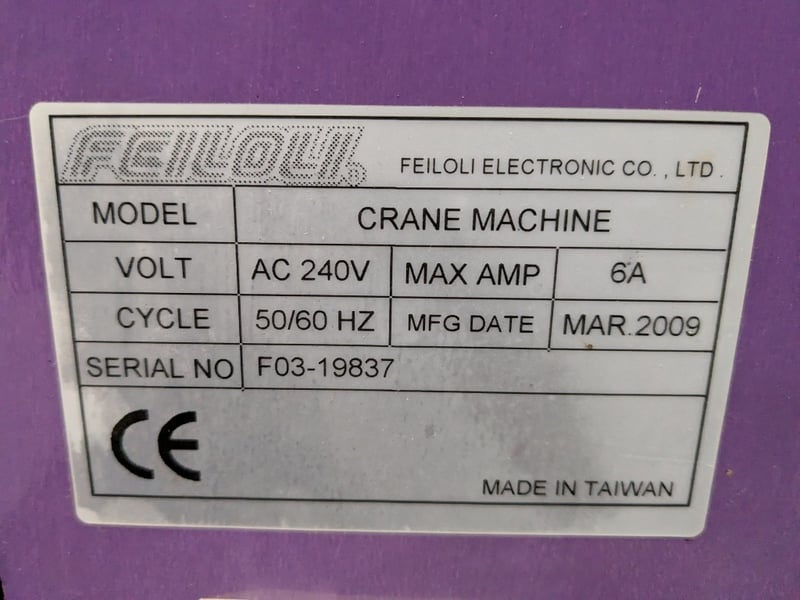 FEILOLI® FEILOLI ELECTRONIC CO., LTD.
MODEL CRANE MACHINE
VOLT AC 240V MAX AMP 6A
CYCLE 50/60 HZ MFG DATE MAR.2009
SERIAL NO F03-19837
CE
MADE IN TAIWAN